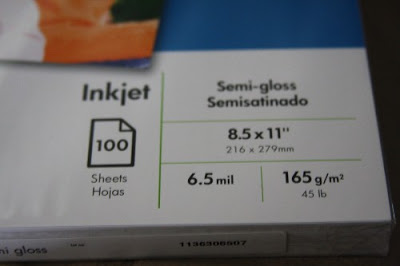 Inkjet
Semi-gloss
Semisatinado
100
Sheets
Hojas
8.5 x 11"
216 x 279mm
6.5 mil
165 g/m²
45 lb
mi gloss
1136306507